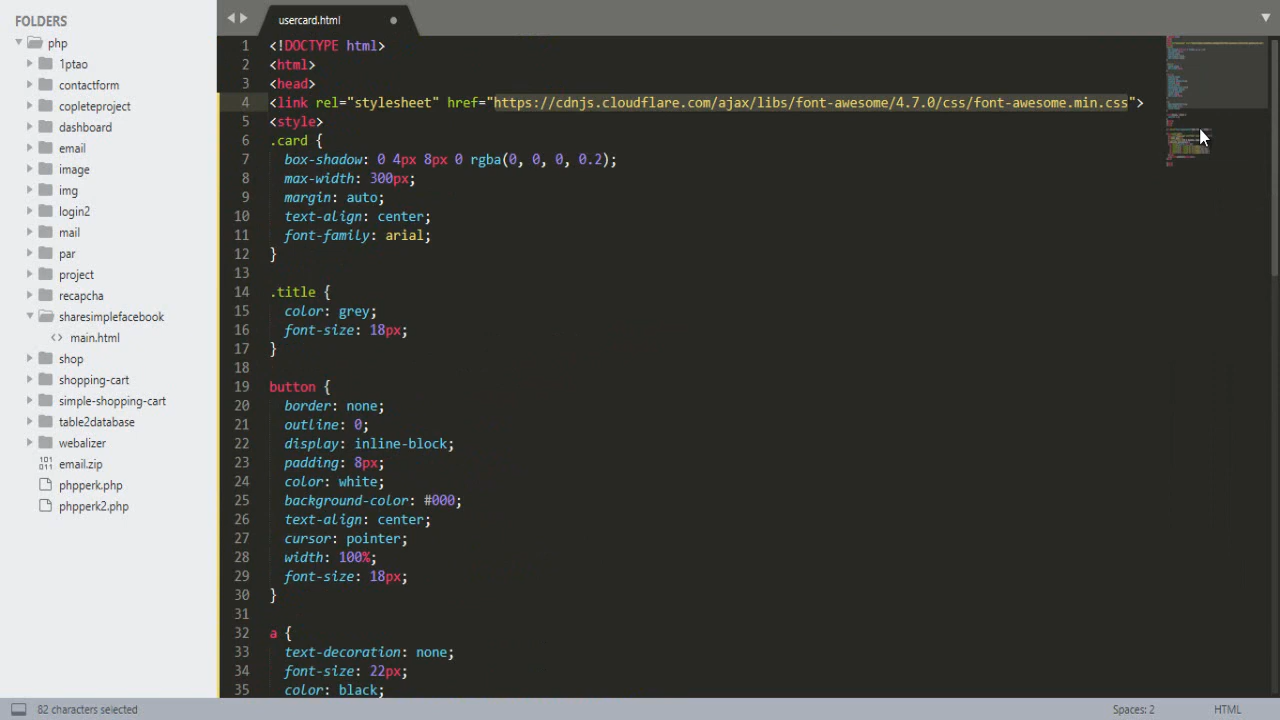 FOLDERS
php
1ptao
contactform
copleteproject
dashboard
email
image
img
login2
mail
par
project
recapcha
sharesimplefacebook
<> main.html
shop
shopping-cart
simple-shopping-cart
table2database
webalizer
email.zip
phpperk.php
phpperk2.php
usercard.html
1 <!DOCTYPE html>
2 <html>
3 <head>
4 <link rel="stylesheet" href="https://cdnjs.cloudflare.com/ajax/libs/font-awesome/4.7.0/css/font-awesome.min.css">
5 <style>
6 .card {
7 box-shadow: 0 4px 8px 0 rgba(0, 0, 0, 0.2);
8 max-width: 300px;
9 margin: auto;
10 text-align: center;
11 font-family: arial;
12 }
13
14 .title {
15 color: grey;
16 font-size: 18px;
17 }
18
19 button {
20 border: none;
21 outline: 0;
22 display: inline-block;
23 padding: 8px;
24 color: white;
25 background-color: #000;
26 text-align: center;
27 cursor: pointer;
28 width: 100%;
29 font-size: 18px;
30 }
31
32 a {
33 text-decoration: none;
34 font-size: 22px;
35 color: black;
82 characters selected
Spaces: 2
HTML